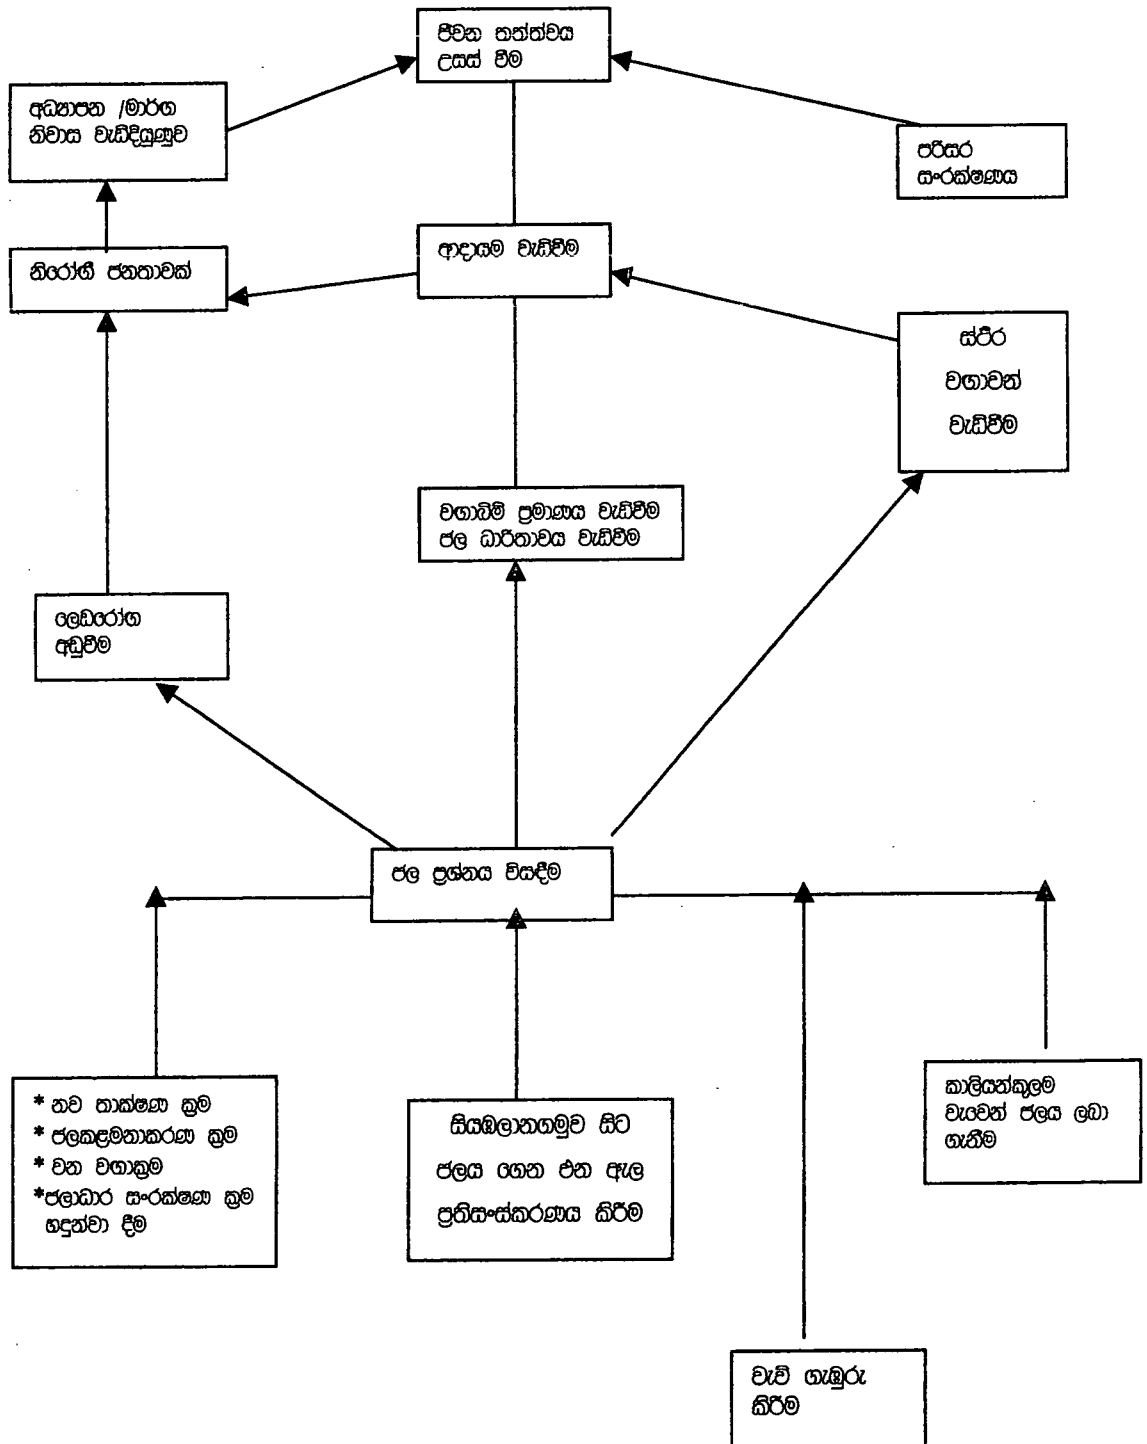 ජීවන තත්ත්වය
උසස් වීම
අධ්‍යාපන /මාර්ග
නිවාස වැඩිදියුණුව
පරිසර
සංරක්ෂණය
නිරෝගී ජනතාවක්
ආදායම වැඩිවීම
ස්ථිර
වගාවන්
වැඩිවීම
වගාබිම් ප්‍රමාණය වැඩිවීම
ජල ධාරිතාවය වැඩිවීම
ලෙඩරෝග
අඩුවීම
ජල ප්‍රශ්නය විසඳීම
* නව තාක්ෂණ ක්‍රම
* ජලකළමනාකරණ ක්‍රම
* වන වගාක්‍රම
*ජලාධාර සංරක්ෂණ ක්‍රම
හඳුන්වා දීම
සියඹලානගමුව සිට
ජලය ගෙන එන ඇල
ප්‍රතිසංස්කරණය කිරීම
කාලියන්කුලම
වැවෙන් ජලය ලබා
ගැනීම
වැව් ගැඹුරු
කිරීම